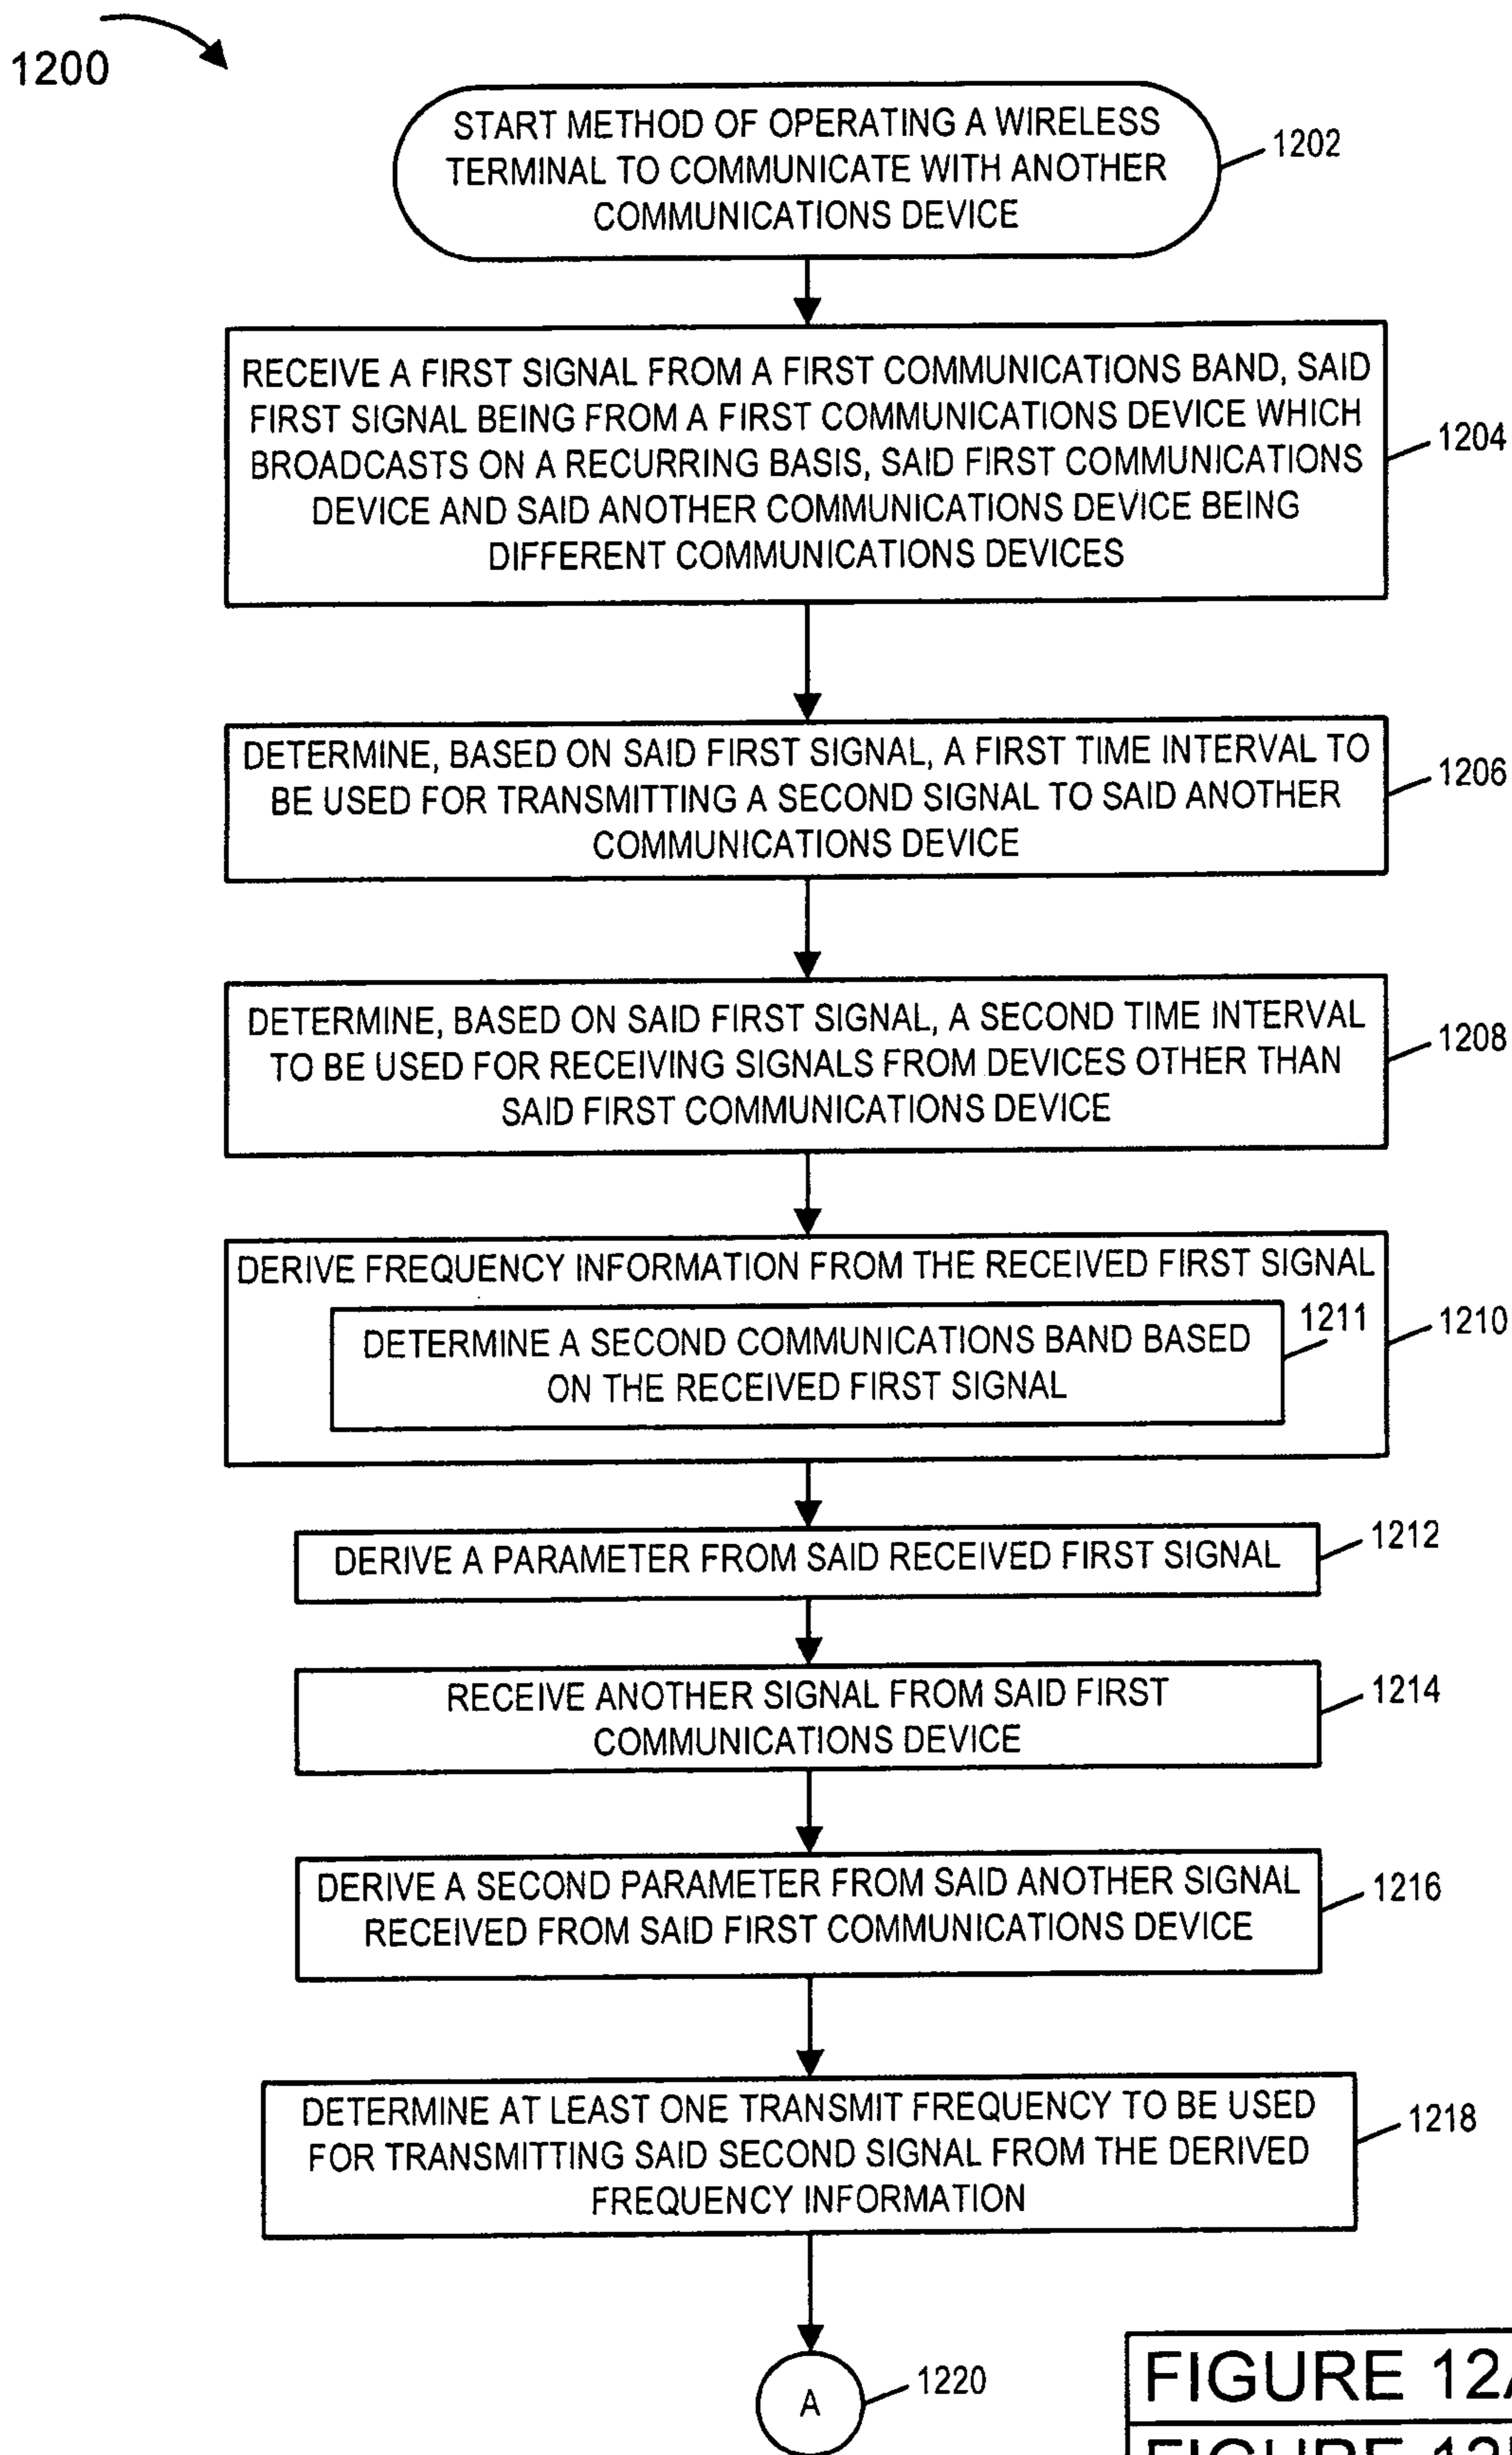 1200
START METHOD OF OPERATING A WIRELESS
TERMINAL TO COMMUNICATE WITH ANOTHER
COMMUNICATIONS DEVICE
1202
RECEIVE A FIRST SIGNAL FROM A FIRST COMMUNICATIONS BAND, SAID
FIRST SIGNAL BEING FROM A FIRST COMMUNICATIONS DEVICE WHICH
BROADCASTS ON A RECURRING BASIS, SAID FIRST COMMUNICATIONS
DEVICE AND SAID ANOTHER COMMUNICATIONS DEVICE BEING
DIFFERENT COMMUNICATIONS DEVICES
1204
DETERMINE, BASED ON SAID FIRST SIGNAL, A FIRST TIME INTERVAL TO
BE USED FOR TRANSMITTING A SECOND SIGNAL TO SAID ANOTHER
COMMUNICATIONS DEVICE
1206
DETERMINE, BASED ON SAID FIRST SIGNAL, A SECOND TIME INTERVAL
TO BE USED FOR RECEIVING SIGNALS FROM DEVICES OTHER THAN
SAID FIRST COMMUNICATIONS DEVICE
1208
DERIVE FREQUENCY INFORMATION FROM THE RECEIVED FIRST SIGNAL
1210
DETERMINE A SECOND COMMUNICATIONS BAND BASED
ON THE RECEIVED FIRST SIGNAL
1211
DERIVE A PARAMETER FROM SAID RECEIVED FIRST SIGNAL
1212
RECEIVE ANOTHER SIGNAL FROM SAID FIRST
COMMUNICATIONS DEVICE
1214
DERIVE A SECOND PARAMETER FROM SAID ANOTHER SIGNAL
RECEIVED FROM SAID FIRST COMMUNICATIONS DEVICE
1216
DETERMINE AT LEAST ONE TRANSMIT FREQUENCY TO BE USED
FOR TRANSMITTING SAID SECOND SIGNAL FROM THE DERIVED
FREQUENCY INFORMATION
1218
A
1220
FIGURE 12A
FIGURE